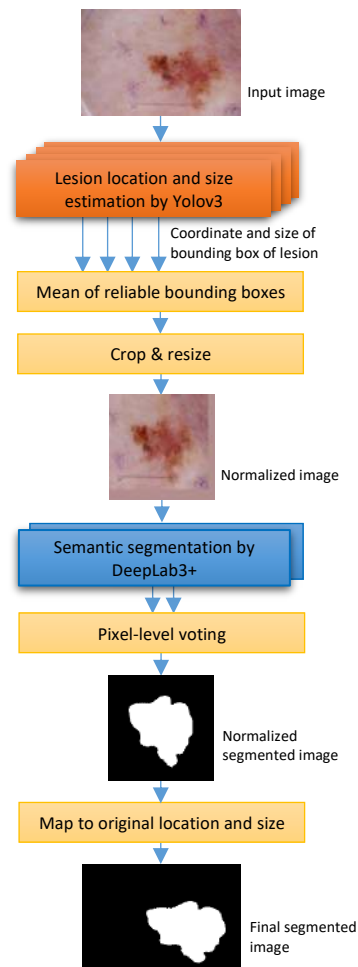 Input image
Lesion location and size
estimation by Yolov3
Coordinate and size of
bounding box of lesion
Mean of reliable bounding boxes
Crop & resize
Normalized image
Semantic segmentation by
DeepLab3+
Pixel-level voting
Normalized
segmented image
Map to original location and size
Final segmented
image